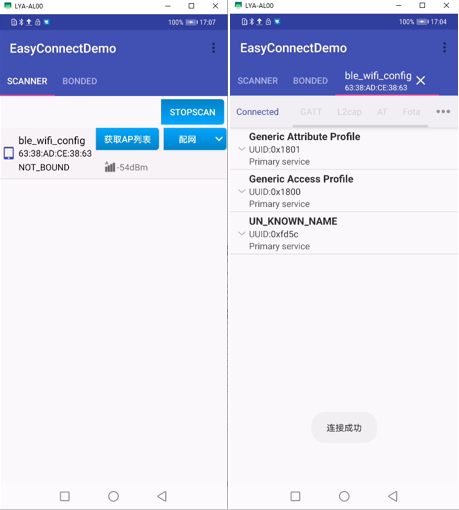 LYA-AL00
100% 17:07
EasyConnectDemo
SCANNER BONDED
STOPSCAN
ble_wifi_config
63:38:AD:CE:38:63
NOT_BOUND
获取AP列表
配网
-54dBm
LYA-AL00
100% 17:04
EasyConnectDemo
SCANNER BONDED
ble_wifi_config
63:38:AD:CE:38:63
Connected GATT L2cap AT Fota
Generic Attribute Profile
UUID:0x1801
Primary service
Generic Access Profile
UUID:0x1800
Primary service
UN_KNOWN_NAME
UUID:0xfd5c
Primary service
连接成功